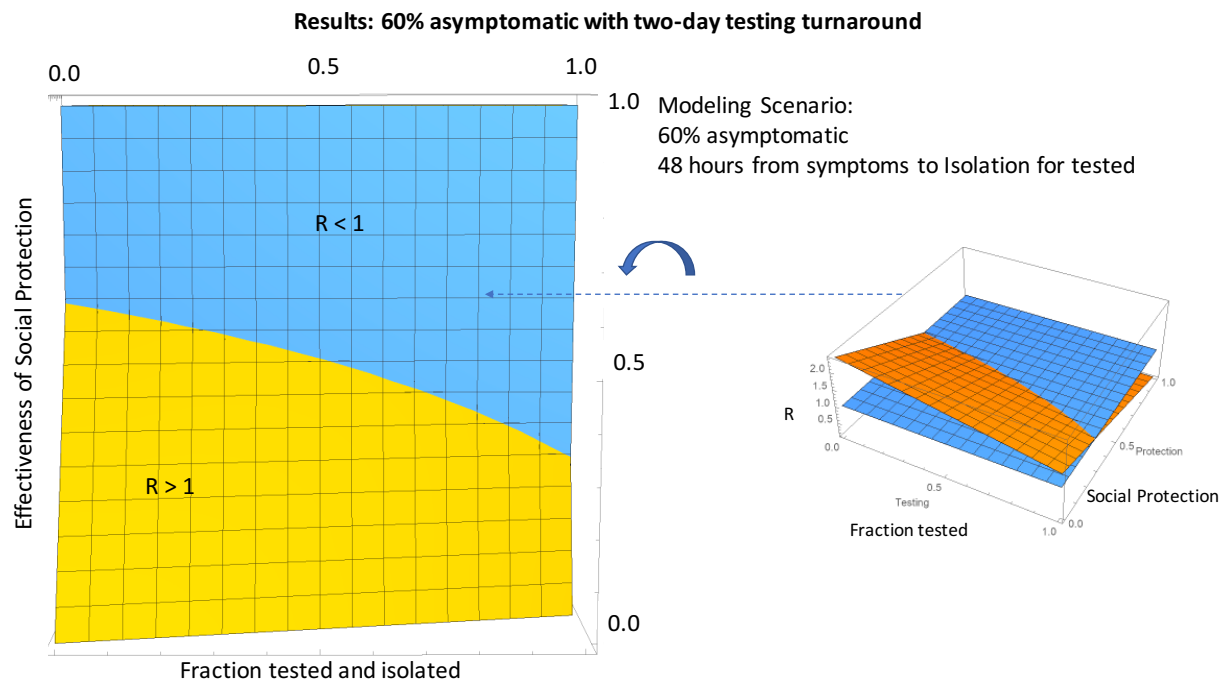 Results: 60% asymptomatic with two-day testing turnaround
0.0
0.5
1.0
1.0
Modeling Scenario:
60% asymptomatic
48 hours from symptoms to Isolation for tested
Effectiveness of Social Protection
R < 1
0.5
R > 1
0.0
Fraction tested and isolated
R
2.0
1.5
1.0
0.5
0.0
0.5
1.0
Testing
Fraction tested
0.0
0.5
1.0
Protection
Social Protection